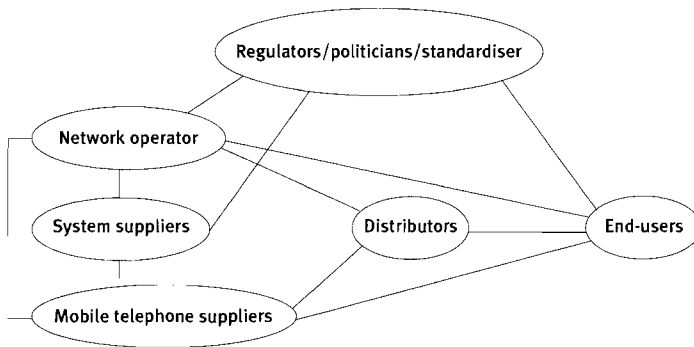 Regulators/politicians/standardiser
Network operator
System suppliers
Distributors
End-users
Mobile telephone suppliers